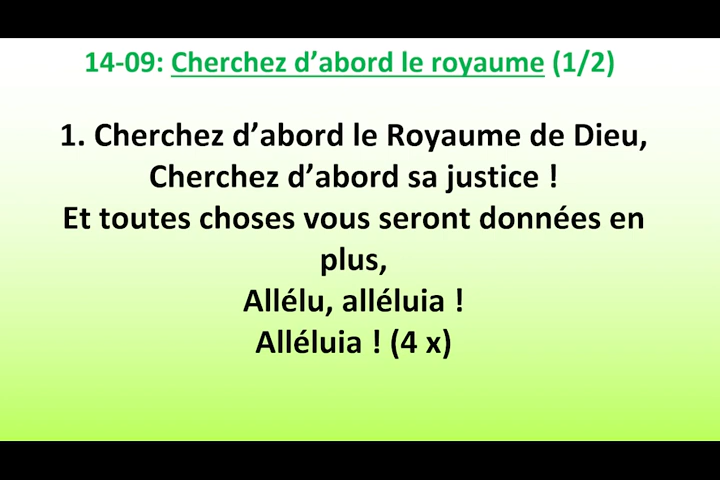 14-09: Cherchez d’abord le royaume (1/2)
1. Cherchez d’abord le Royaume de Dieu,
Cherchez d’abord sa justice !
Et toutes choses vous seront données en
plus,
Allélu, alléluia !
Alléluia ! (4 x)